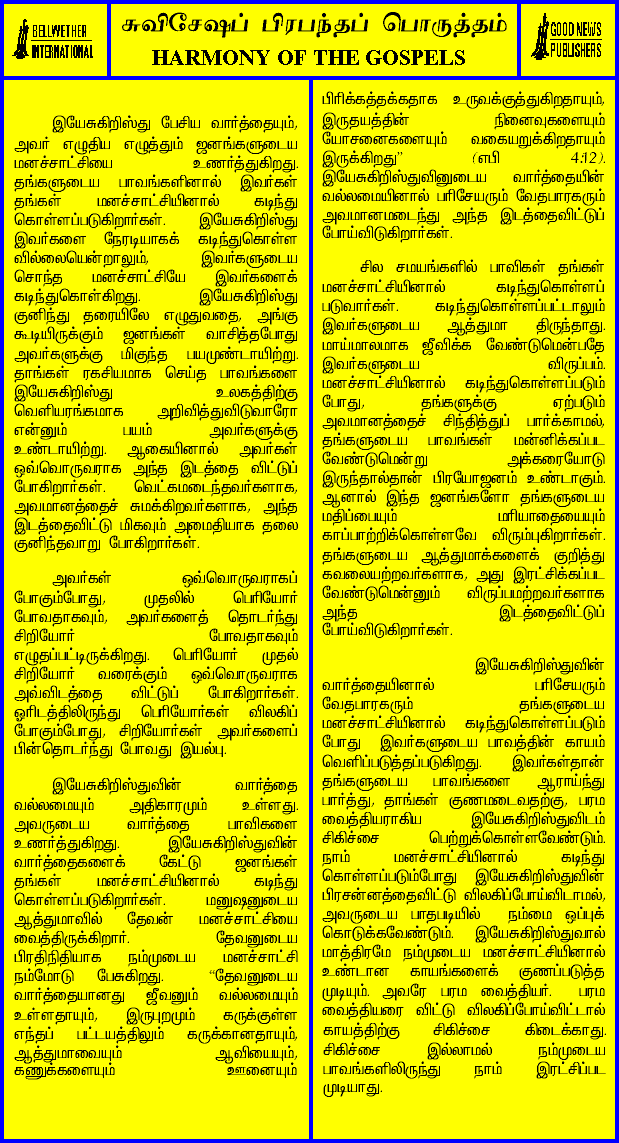 BELLWETHER
INTERNATIONAL
சுவிசேஷப் பிரபந்தப் பொருத்தம்
HARMONY OF THE GOSPELS
GOOD NEWS
PUBLISHERS
இயேசுகிறிஸ்து பேசிய வார்த்தையும்,
அவர் எழுதிய எழுத்தும் ஜனங்களுடைய
மனச்சாட்சியை உணர்த்துகிறது.
தங்களுடைய பாவங்களினால் இவர்கள்
தங்கள் மனச்சாட்சியினால் கடிந்து
கொள்ளப்படுகிறார்கள். இயேசுகிறிஸ்து
இவர்களை நேரடியாகக் கடிந்துகொள்ள
வில்லையென்றாலும், இவர்களுடைய
சொந்த மனச்சாட்சியே இவர்களைக்
கடிந்துகொள்கிறது. இயேசுகிறிஸ்து
குனிந்து தரையிலே எழுதுவதை, அங்கு
கூடியிருக்கும் ஜனங்கள் வாசித்தபோது
அவர்களுக்கு மிகுந்த பயமுண்டாயிற்று.
தாங்கள் ரகசியமாக செய்த பாவங்களை
இயேசுகிறிஸ்து உலகத்திற்கு
வெளியரங்கமாக அறிவித்துவிடுவாரோ
என்னும் பயம் அவர்களுக்கு
உண்டாயிற்று. ஆகையினால் அவர்கள்
ஒவ்வொருவராக அந்த இடத்தை விட்டுப்
போகிறார்கள். வெட்கமடைந்தவர்களாக,
அவமானத்தைச் சுமக்கிறவர்களாக, அந்த
இடத்தைவிட்டு மிகவும் அமைதியாக தலை
குனிந்தவாறு போகிறார்கள்.
அவர்கள் ஒவ்வொருவராகப்
போகும்போது, முதலில் பெரியோர்
போவதாகவும், அவர்களைத் தொடர்ந்து
சிறியோர் போவதாகவும்
எழுதப்பட்டிருக்கிறது. பெரியோர் முதல்
சிறியோர் வரைக்கும் ஒவ்வொருவராக
அவ்விடத்தை விட்டுப் போகிறார்கள்.
ஓரிடத்திலிருந்து பெரியோர்கள் விலகிப்
போகும்போது, சிறியோர்கள் அவர்களைப்
பின்தொடர்ந்து போவது இயல்பு.
இயேசுகிறிஸ்துவின் வார்த்தை
வல்லமையும் அதிகாரமும் உள்ளது.
அவருடைய வார்த்தை பாவிகளை
உணர்த்துகிறது. இயேசுகிறிஸ்துவின்
வார்த்தைகளைக் கேட்டு ஜனங்கள்
தங்கள் மனச்சாட்சியினால் கடிந்து
கொள்ளப்படுகிறார்கள். மனுஷனுடைய
ஆத்துமாவில் தேவன் மனச்சாட்சியை
வைத்திருக்கிறார். தேவனுடைய
பிரதிநிதியாக நம்முடைய மனச்சாட்சி
நம்மோடு பேசுகிறது. “தேவனுடைய
வார்த்தையானது ஜீவனும் வல்லமையும்
உள்ளதாயும், இருபுறமும் கருக்குள்ள
எந்தப் பட்டயத்திலும் கருக்கானதாயும்,
ஆத்துமாவையும் ஆவியையும்,
கணுக்களையும் ஊனையும்
பிரிக்கத்தக்கதாக உருவக்குத்துகிறதாயும்,
இருதயத்தின் நினைவுகளையும்
யோசனைகளையும் வகையறுக்கிறதாயும்
இருக்கிறது” (எபி 4:12).
இயேசுகிறிஸ்துவினுடைய வார்த்தையின்
வல்லமையினால் பரிசேயரும் வேதபாரகரும்
அவமானமடைந்து அந்த இடத்தைவிட்டுப்
போய்விடுகிறார்கள்.
சில சமயங்களில் பாவிகள் தங்கள்
மனச்சாட்சியினால் கடிந்துகொள்ளப்
படுவார்கள். கடிந்துகொள்ளப்பட்டாலும்
இவர்களுடைய ஆத்துமா திருந்தாது.
மாய்மாலமாக ஜீவிக்க வேண்டுமென்பதே
இவர்களுடைய விருப்பம்.
மனச்சாட்சியினால் கடிந்துகொள்ளப்படும்
போது, தங்களுக்கு ஏற்படும்
அவமானத்தைச் சிந்தித்துப் பார்க்காமல்,
தங்களுடைய பாவங்கள் மன்னிக்கப்பட
வேண்டுமென்று அக்கரையோடு
இருந்தால்தான் பிரயோஜனம் உண்டாகும்.
ஆனால் இந்த ஜனங்களோ தங்களுடைய
மதிப்பையும் மரியாதையையும்
காப்பாற்றிக்கொள்ளவே விரும்புகிறார்கள்.
தங்களுடைய ஆத்துமாக்களைக் குறித்து
கவலையற்றவர்களாக, அது இரட்சிக்கப்பட
வேண்டுமென்னும் விருப்பமற்றவர்களாக
அந்த இடத்தைவிட்டுப்
போய்விடுகிறார்கள்.
இயேசுகிறிஸ்துவின்
வார்த்தையினால் பரிசேயரும்
வேதபாரகரும் தங்களுடைய
மனச்சாட்சியினால் கடிந்துகொள்ளப்படும்
போது இவர்களுடைய பாவத்தின் காயம்
வெளிப்படுத்தப்படுகிறது. இவர்கள்தான்
தங்களுடைய பாவங்களை ஆராய்ந்து
பார்த்து, தாங்கள் குணமடைவதற்கு, பரம
வைத்தியராகிய இயேசுகிறிஸ்துவிடம்
சிகிச்சை பெற்றுக்கொள்ளவேண்டும்.
நாம் மனச்சாட்சியினால் கடிந்து
கொள்ளப்படும்போது இயேசுகிறிஸ்துவின்
பிரசன்னத்தைவிட்டு விலகிப்போய்விடாமல்,
அவருடைய பாதபடியில் நம்மை ஒப்புக்
கொடுக்கவேண்டும். இயேசுகிறிஸ்துவால்
மாத்திரமே நம்முடைய மனச்சாட்சியினால்
உண்டான காயங்களைக் குணப்படுத்த
முடியும். அவரே பரம வைத்தியர். பரம
வைத்தியரை விட்டு விலகிப்போய்விட்டால்
காயத்திற்கு சிகிச்சை கிடைக்காது.
சிகிச்சை இல்லாமல் நம்முடைய
பாவங்களிலிருந்து நாம் இரட்சிப்பட
முடியாது.